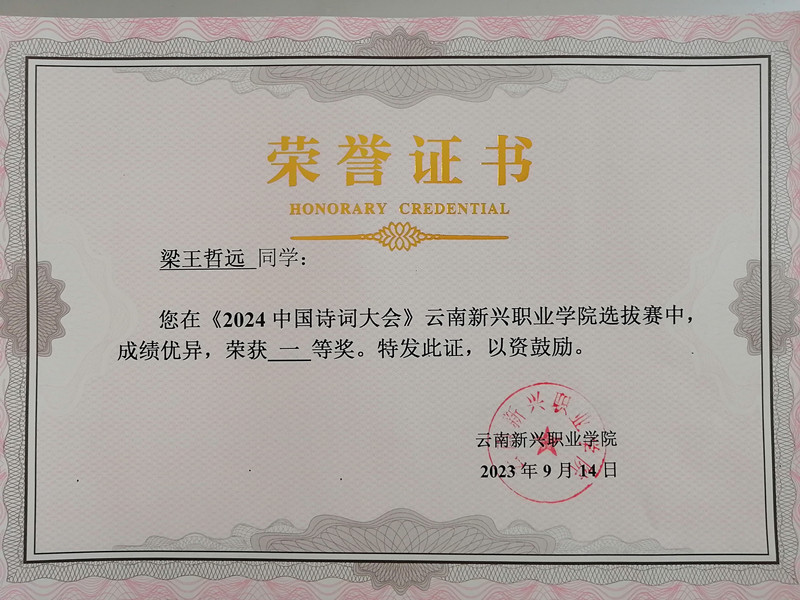 荣誉证书
HONORARY CREDENTIAL
梁王哲远 同学：
您在《2024 中国诗词大会》云南新兴职业学院选拔赛中，
成绩优异，荣获 一 等奖。特发此证，以资鼓励。
云南新兴职业学院
2023 年 9 月 14 日